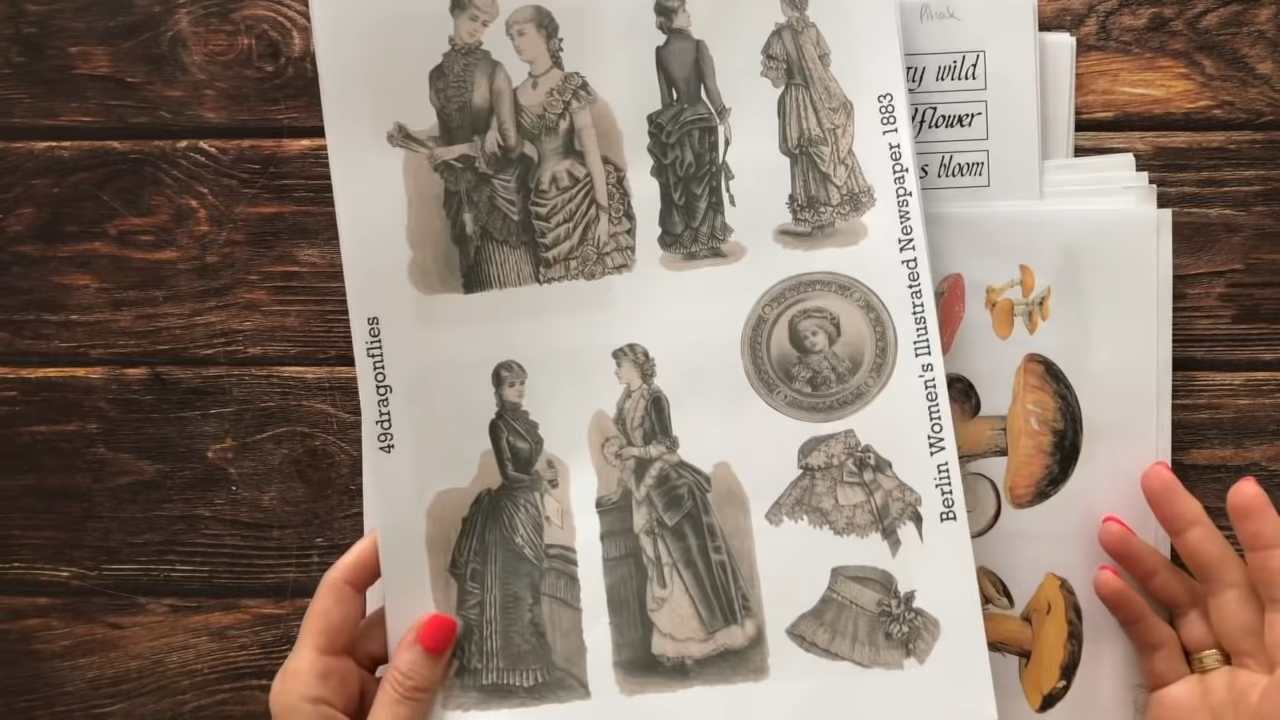 49dragonflies
Berlin Women's Illustrated Newspaper 1883
wild
flower
s bloom